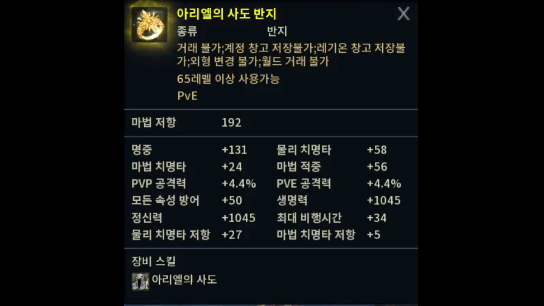 아리엘의 사도 반지
종류 반지
거래 불가;계정 창고 저장불가;레기온 창고 저장불
가;외형 변경 불가;월드 거래 불가
65레벨 이상 사용가능
PvE
마법 저항 192
명중 +131 물리 치명타 +58
마법 치명타 +24 마법 적중 +56
PVP 공격력 +4.4% PVE 공격력 +4.4%
모든 속성 방어 +50 생명력 +1045
정신력 +1045 최대 비행시간 +34
물리 치명타 저항 +27 마법 치명타 저항 +5
장비 스킬
아리엘의 사도